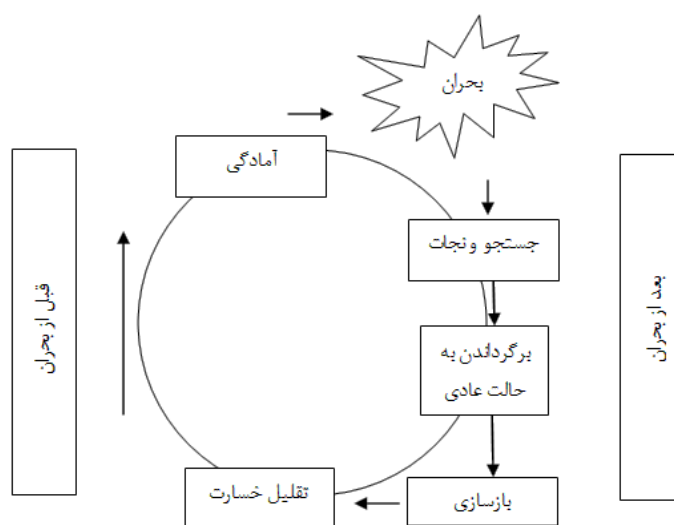 بحران
آمادگی
جستجو ونجات
برگرداندن به
حالت عادی
بازسازی
تقلیل خسارت
قبل از بحران
بعد از بحران